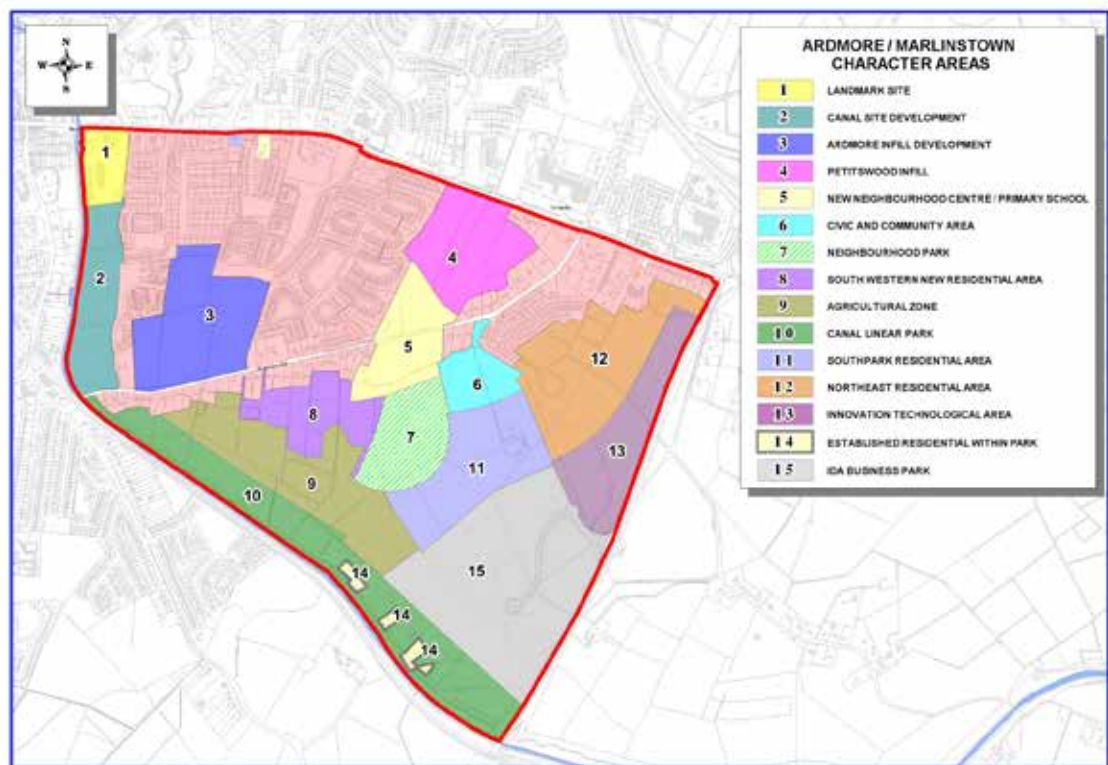 N
W E
S
ARDMORE / MARLINSTOWN
CHARACTER AREAS
1 LANDMARK SITE
2 CANAL SITE DEVELOPMENT
3 ARDMORE INFILL DEVELOPMENT
4 PETITSWOOD INFILL
5 NEW NEIGHBOURHOOD CENTRE / PRIMARY SCHOOL
6 CIVIC AND COMMUNITY AREA
7 NEIGHBOURHOOD PARK
8 SOUTH WESTERN NEW RESIDENTIAL AREA
9 AGRICULTURAL ZONE
10 CANAL LINEAR PARK
11 SOUTHPARK RESIDENTIAL AREA
12 NORTHEAST RESIDENTIAL AREA
13 INNOVATION TECHNOLOGICAL AREA
14 ESTABLISHED RESIDENTIAL WITHIN PARK
15 IDA BUSINESS PARK
1
2
3
4
5
6
7
8
9
10
11
12
13
14
14
14
15